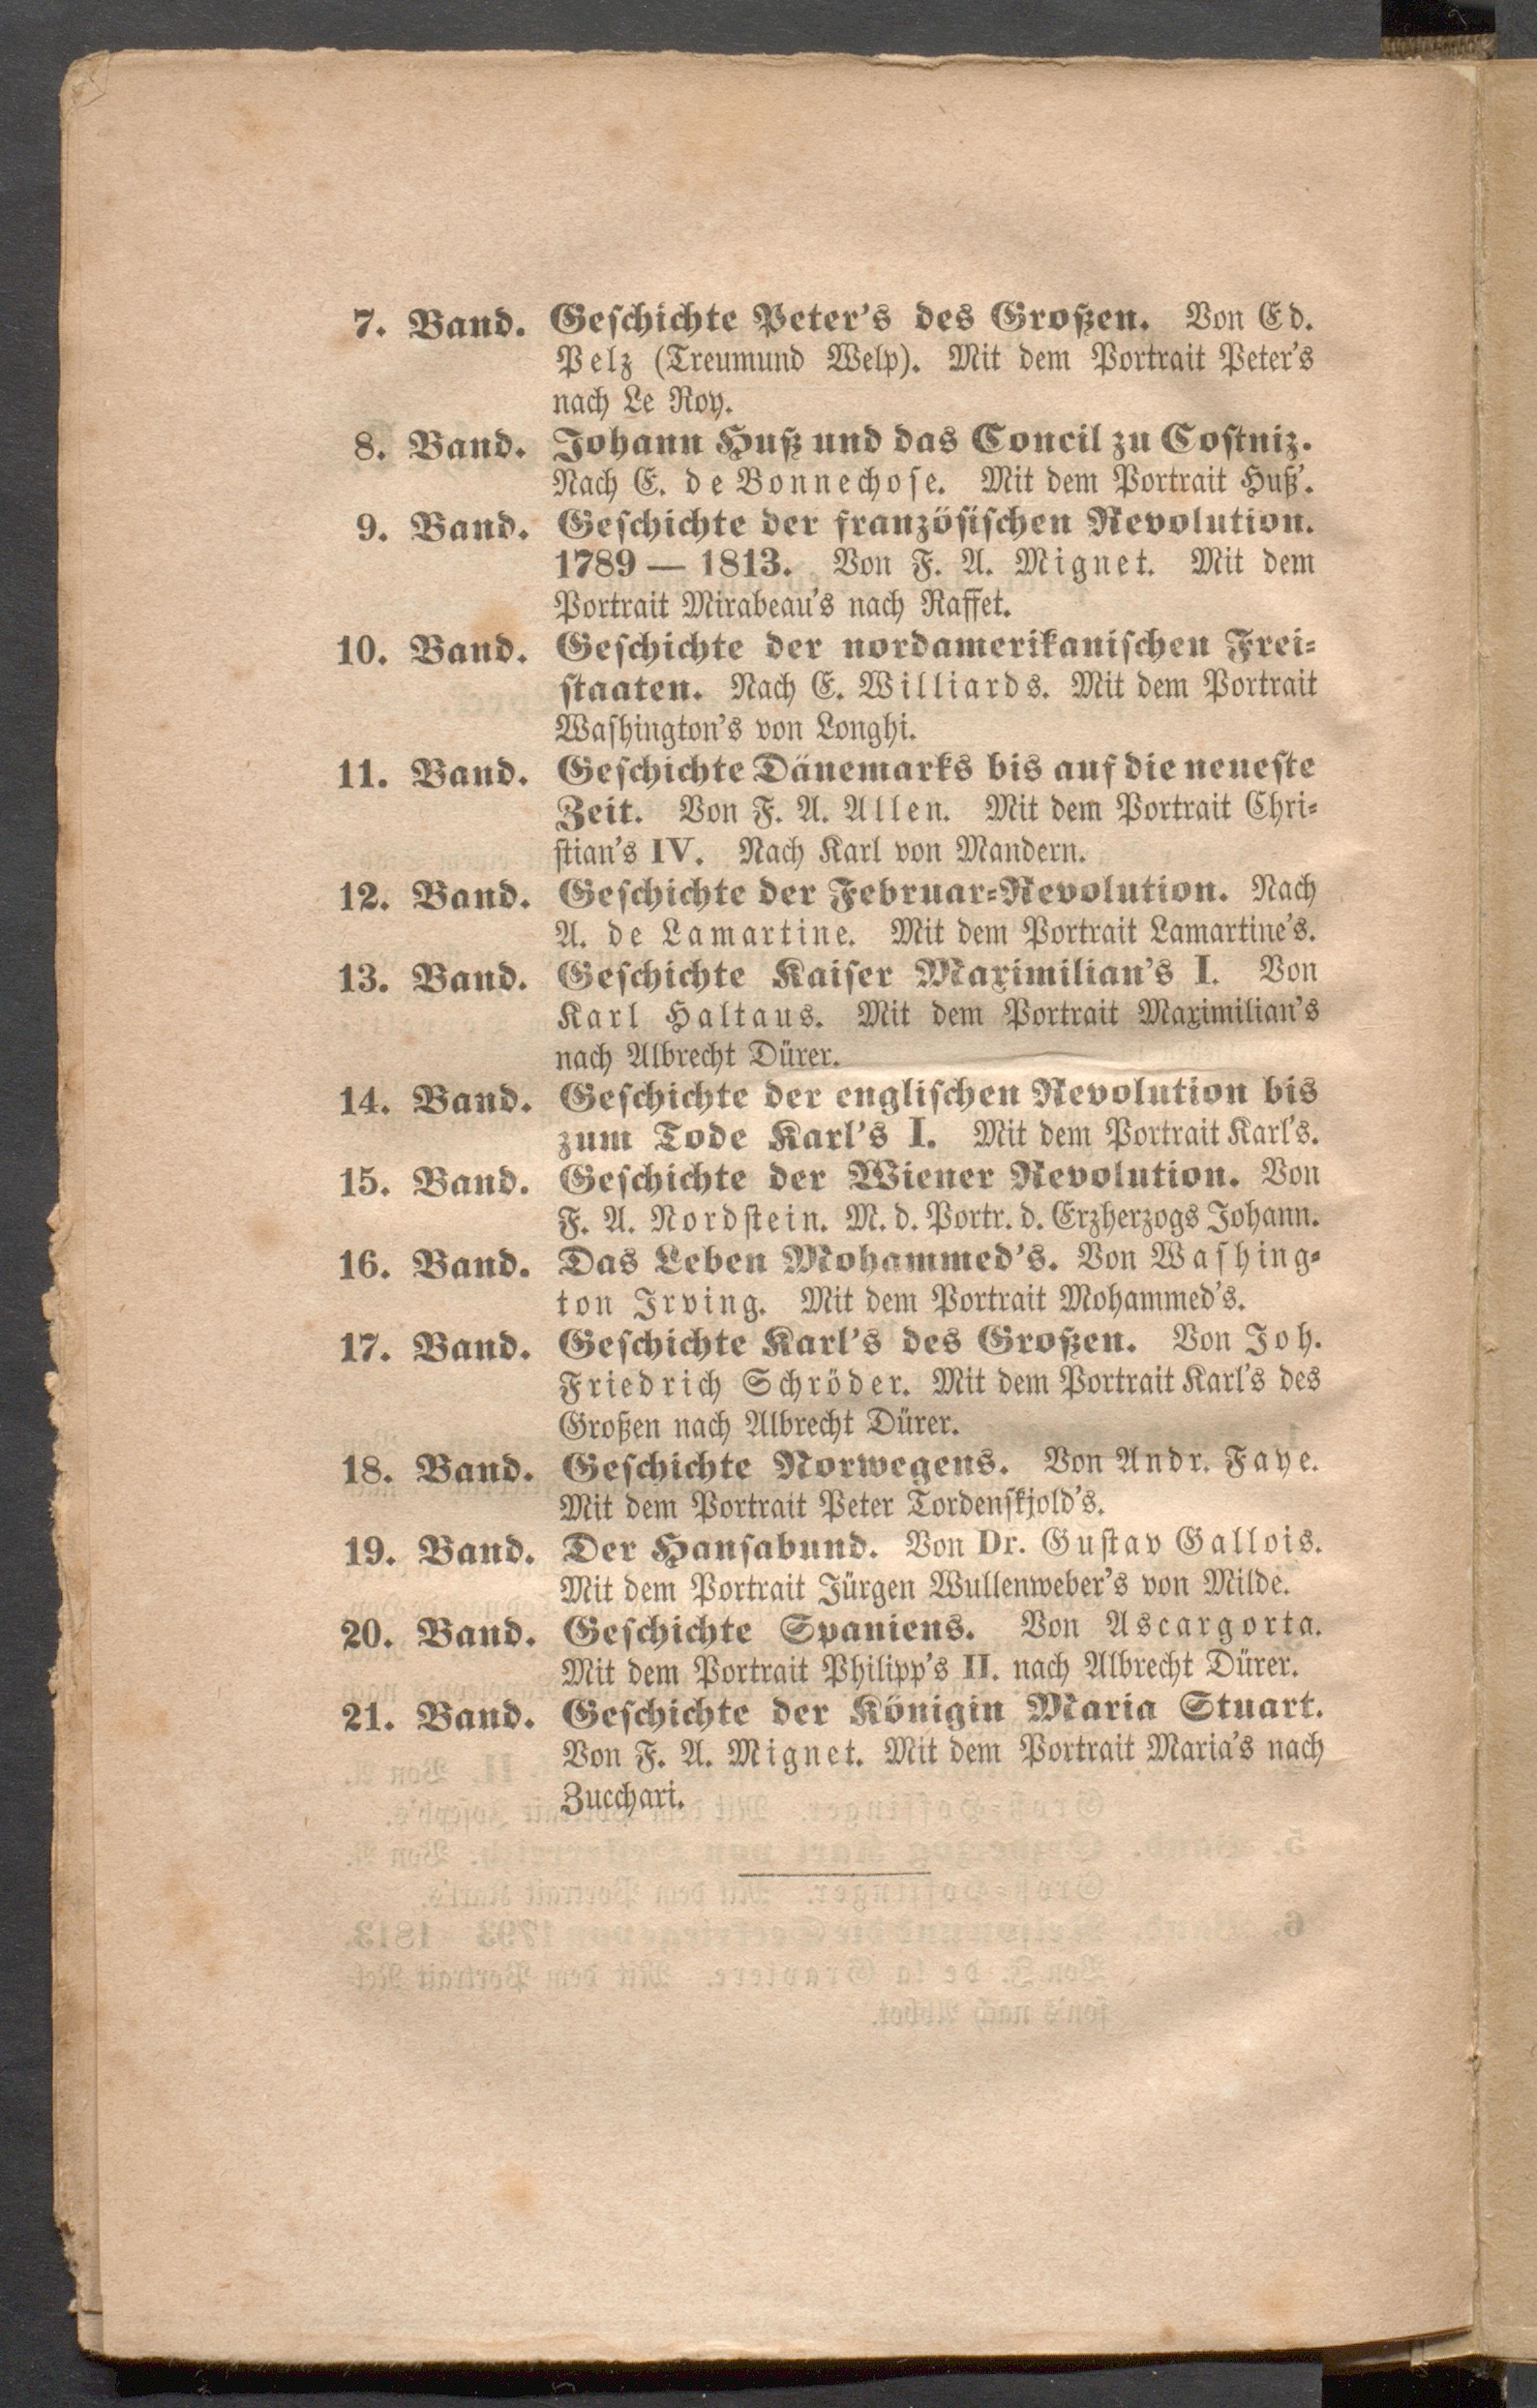 7. Band. Geschichte Peter's des Großen. Von Ed.
Pelz (Treumund Welp). Mit dem Portrait Peter's
nach Le Roy.
8. Band. Johann Huß und das Concil zu Costniz.
Nach E. de Bonnechose. Mit dem Portrait Huß'.
9. Band. Geschichte der französischen Revolution.
1789 — 1813. Von F. A. Mignet. Mit dem
Portrait Mirabeau's nach Raffet.
10. Band. Geschichte der nordamerikanischen Frei-
staaten. Nach E. Williards. Mit dem Portrait
Washington's von Longhi.
11. Band. Geschichte Dänemarks bis auf die neueste
Zeit. Von F. A. Allen. Mit dem Portrait Chri-
stian's IV. Nach Karl von Mandern.
12. Band. Geschichte der Februar-Revolution. Nach
A. de Lamartine. Mit dem Portrait Lamartine's.
13. Band. Geschichte Kaiser Maximilian's I. Von
Karl Haltaus. Mit dem Portrait Maximilian's
nach Albrecht Dürer.
14. Band. Geschichte der englischen Revolution bis
zum Tode Karl's I. Mit dem Portrait Karl's.
15. Band. Geschichte der Wiener Revolution. Von
F. A. Nordstein. M. d. Portr. d. Erzherzogs Johann.
16. Band. Das Leben Mohammed's. Von Washing-
ton Irving. Mit dem Portrait Mohammed's.
17. Band. Geschichte Karl's des Großen. Von Joh.
Friedrich Schröder. Mit dem Portrait Karl's des
Großen nach Albrecht Dürer.
18. Band. Geschichte Norwegens. Von Andr. Faye.
Mit dem Portrait Peter Tordenskjold's.
19. Band. Der Hansabund. Von Dr. Gustav Gallois.
Mit dem Portrait Jürgen Wullenweber's von Milde.
20. Band. Geschichte Spaniens. Von Ascargorta.
Mit dem Portrait Philipp's II. nach Albrecht Dürer.
21. Band. Geschichte der Königin Maria Stuart.
Von F. A. Mignet. Mit dem Portrait Maria's nach
Zucchari.